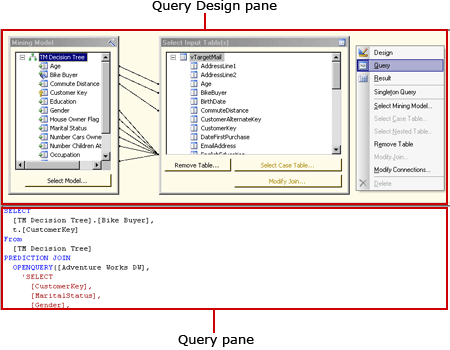 Query Design pane
Mining Model
TM Decision Tree
Age
Bike Buyer
Commute Distance
Customer Key
Education
Gender
House Owner Flag
Marital Status
Number Cars Owne
Number Children At
Occupation
Select Model...
Select Input Table(s)
vTargetMail
AddressLine1
AddressLine2
Age
BikeBuyer
BirthDate
CommuteDistance
CustomerAlternateKey
CustomerKey
DateFirstPurchase
EmailAddress
Remove Table...
Select Case Table...
Modify Join...
Design
Query
Result
Singleton Query
Select Mining Model...
Select Case Table...
Select Nested Table...
Remove Table
Modify Join...
Modify Connections...
Delete
SELECT
[TM Decision Tree].[Bike Buyer],
t.[CustomerKey]
From
[TM Decision Tree]
PREDICTION JOIN
OPENQUERY([Adventure Works DW],
'SELECT
[CustomerKey],
[MaritalStatus],
[Gender],
Query pane